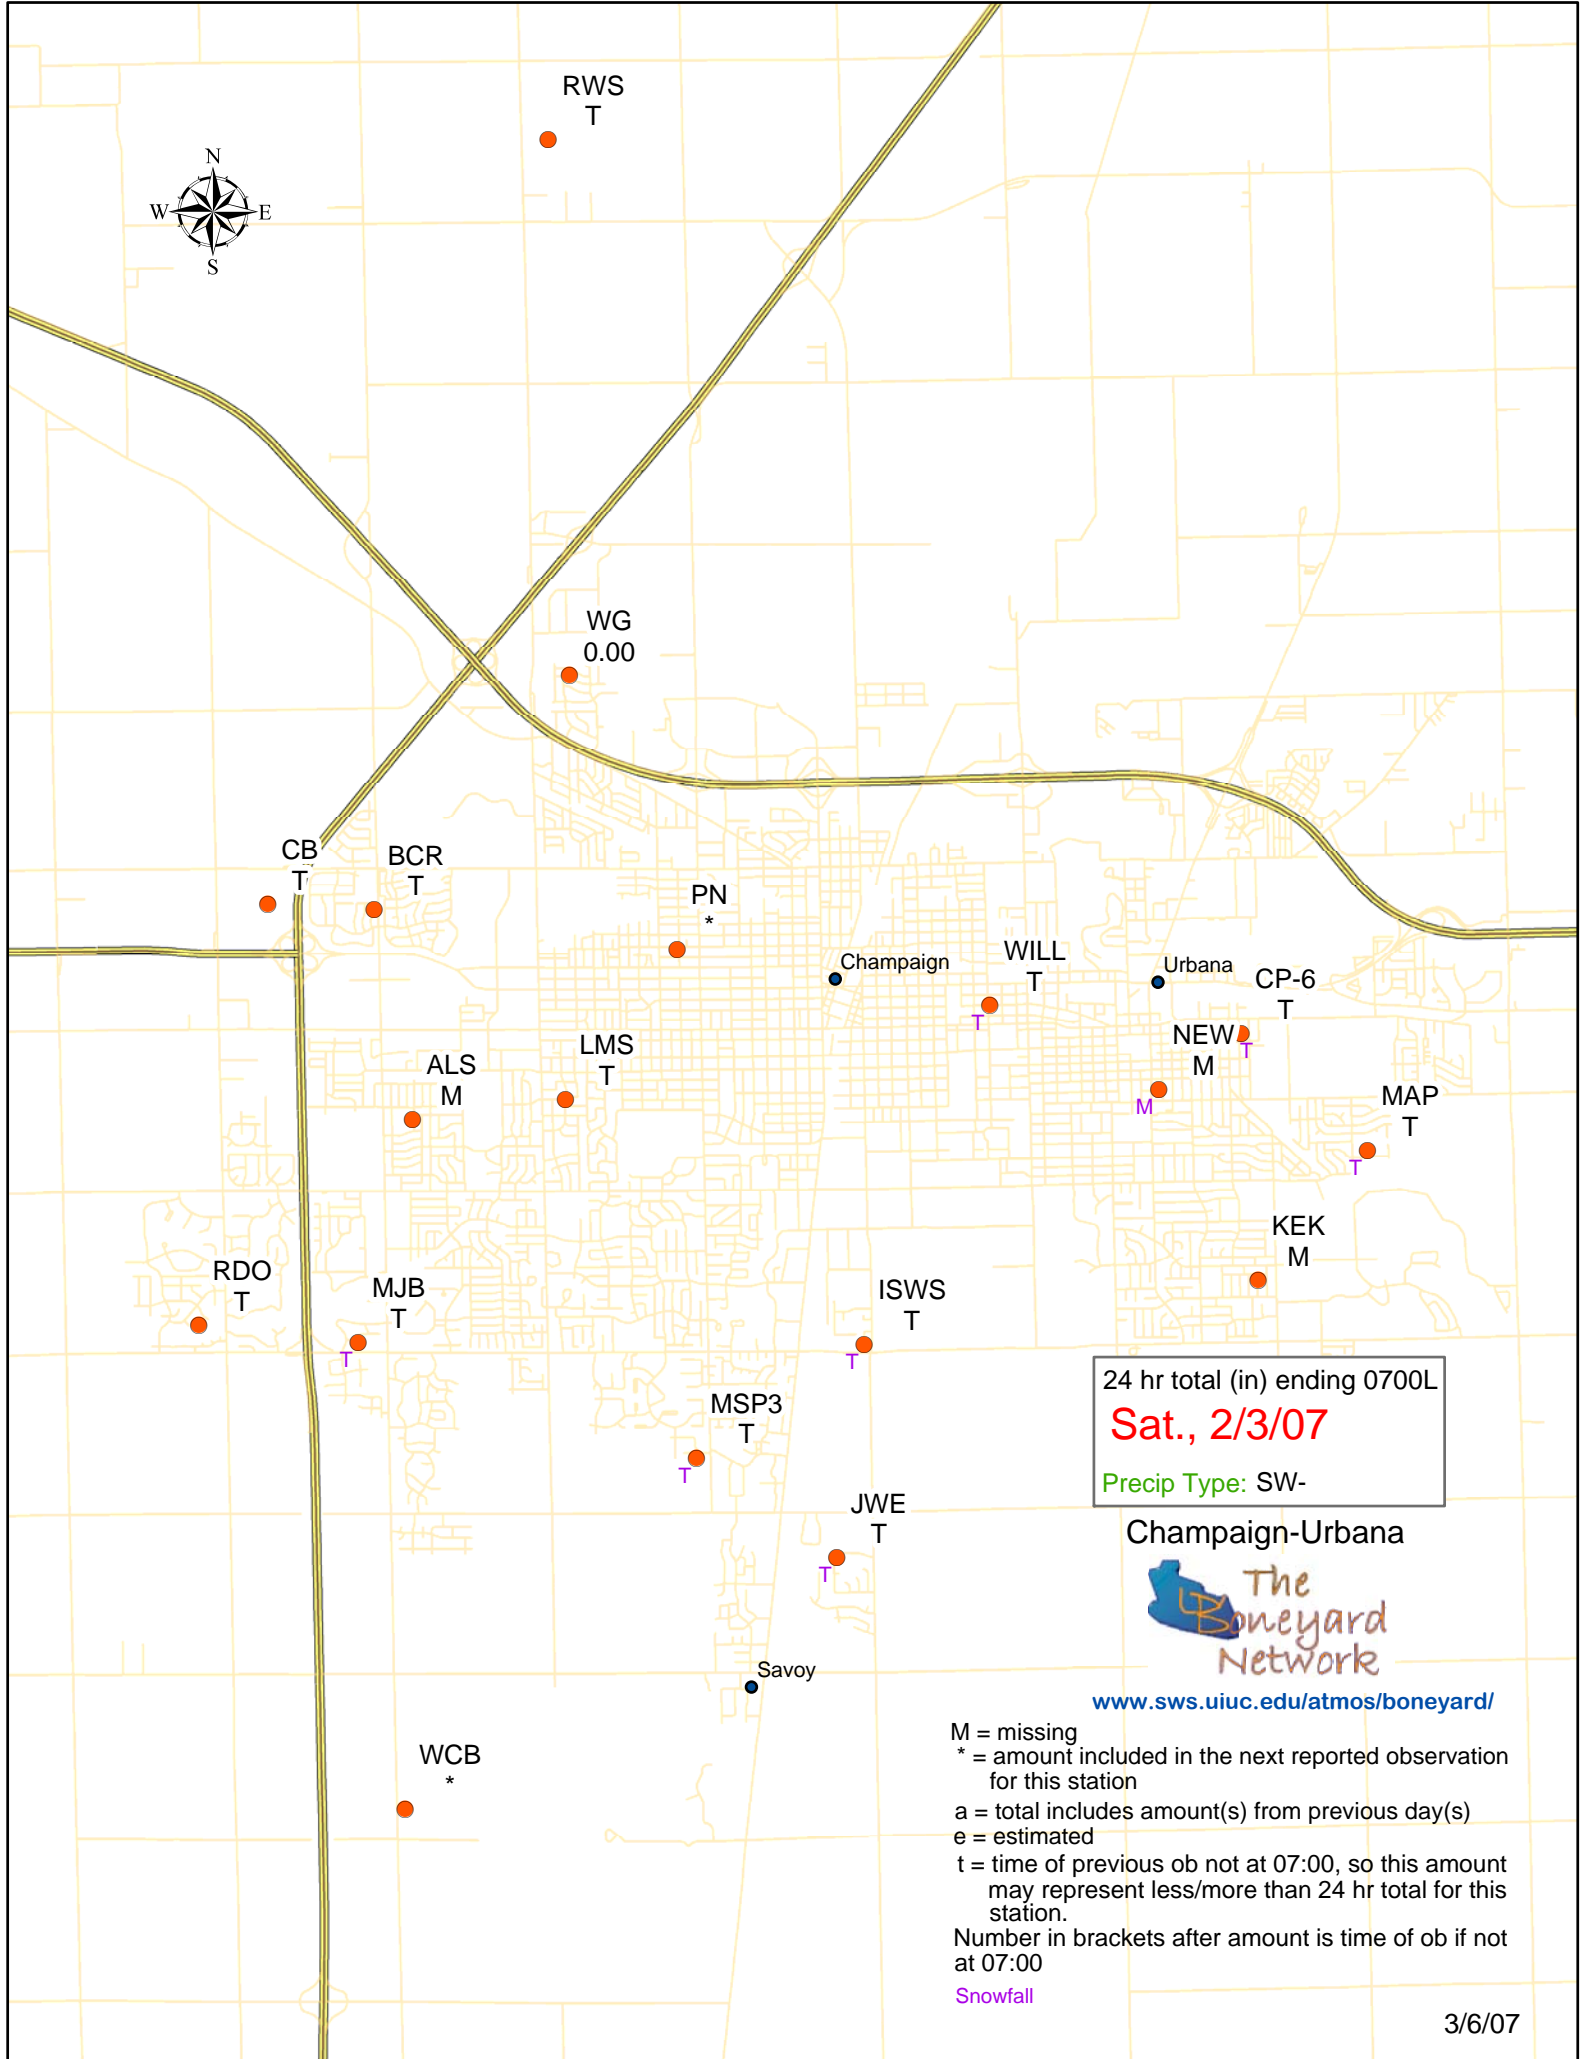 RWS
T
N
W
E
S
WG
0.00
CB
T
BCR
T
PN
*
Champaign
WILL
T
T
Urbana
CP-6
T
T
NEW
M
M
ALS
M
LMS
T
MAP
T
T
KEK
M
RDO
T
MJB
T
T
ISWS
T
T
MSP3
T
T
JWE
T
T
24 hr total (in) ending 0700L
Sat., 2/3/07
Precip Type: SW-
Champaign-Urbana
The
Boneyard
Network
www.sws.uiuc.edu/atmos/boneyard/
Savoy
WCB
*
M = missing
* = amount included in the next reported observation
for this station
a = total includes amount(s) from previous day(s)
e = estimated
t = time of previous ob not at 07:00, so this amount
may represent less/more than 24 hr total for this
station.
Number in brackets after amount is time of ob if not
at 07:00
Snowfall
3/6/07